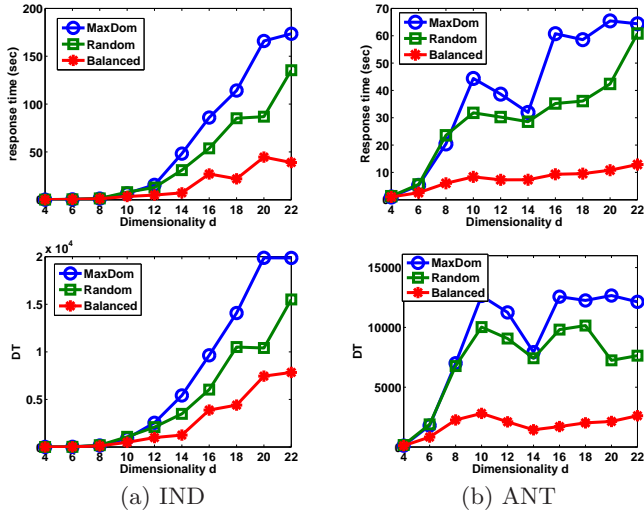 200
150
100
50
4 6 8 10 12 14 16 18 20 22
response time (sec)
Dimensionality d
MaxDom
Random
Balanced
70
60
50
40
30
20
10
4 6 8 10 12 14 16 18 20 22
Response time (sec)
Dimensionality d
MaxDom
Random
Balanced
x 10^4
2
1.5
1
0.5
4 6 8 10 12 14 16 18 20 22
DT
Dimensionality d
MaxDom
Random
Balanced
15000
10000
5000
4 6 8 10 12 14 16 18 20 22
DT
Dimensionality d
MaxDom
Random
Balanced
(a) IND
(b) ANT